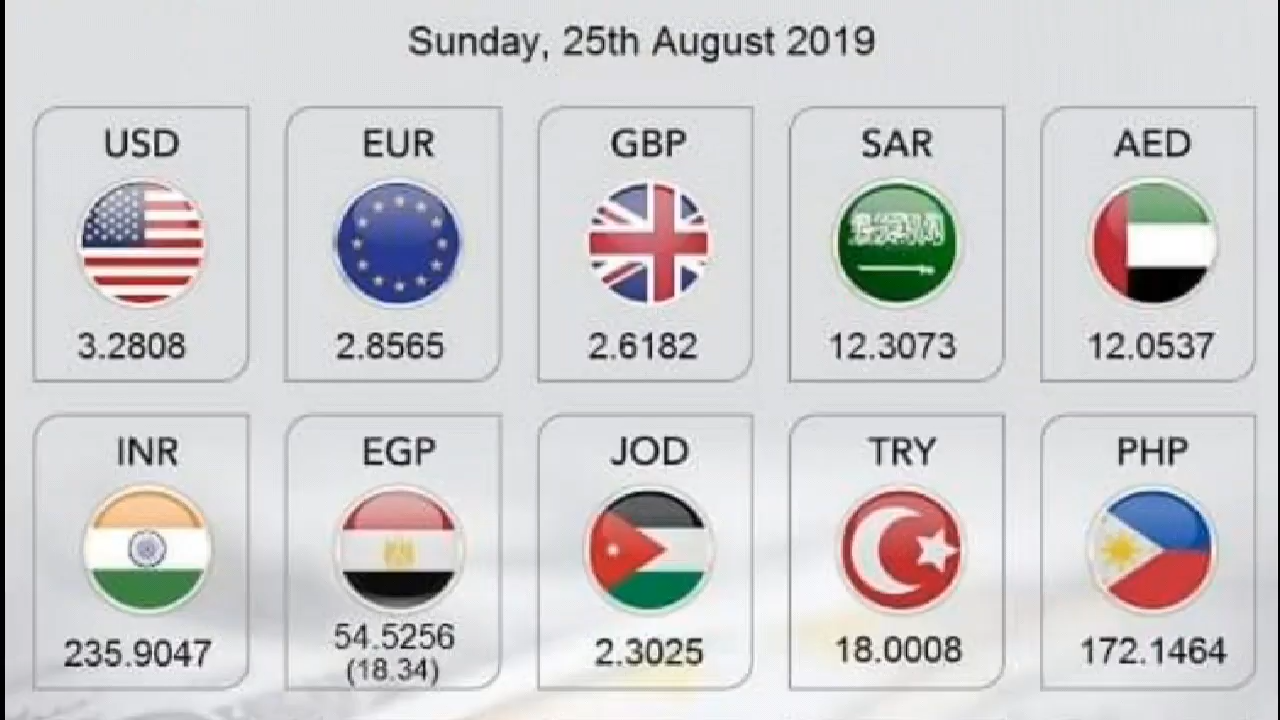 Sunday, 25th August 2019
USD
3.2808
EUR
2.8565
GBP
2.6182
SAR
12.3073
AED
12.0537
INR
235.9047
EGP
54.5256
(18.34)
JOD
2.3025
TRY
18.0008
PHP
172.1464